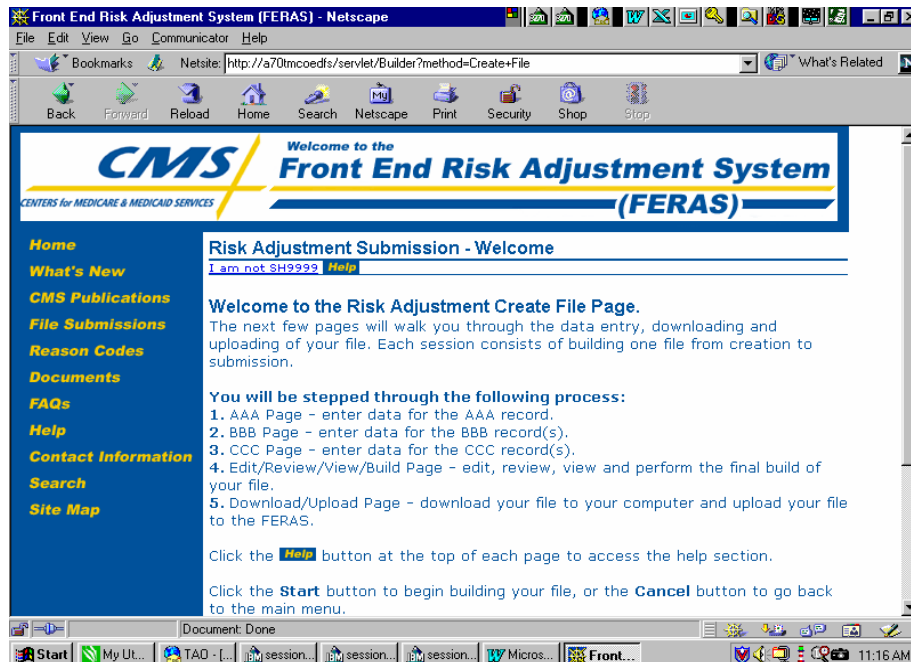 Front End Risk Adjustment System (FERAS) - Netscape
File Edit View Go Communicator Help
Bookmarks Netsite: http://a70tmcoedfs/servlet/Builder?method=Create+File What's Related
Back Forward Reload Home Search Netscape Print Security Shop Stop
My
CMS
CENTERS for MEDICARE & MEDICAID SERVICES
Welcome to the
Front End Risk Adjustment System
(FERAS)
Home
What's New
CMS Publications
File Submissions
Reason Codes
Documents
FAQs
Help
Contact Information
Search
Site Map
Risk Adjustment Submission - Welcome
I am not SH9999 Help
Welcome to the Risk Adjustment Create File Page.
The next few pages will walk you through the data entry, downloading and
uploading of your file. Each session consists of building one file from creation to
submission.
You will be stepped through the following process:
1. AAA Page - enter data for the AAA record.
2. BBB Page - enter data for the BBB record(s).
3. CCC Page - enter data for the CCC record(s).
4. Edit/Review/View/Build Page - edit, review, view and perform the final build of
your file.
5. Download/Upload Page - download your file to your computer and upload your file
to the FERAS.
Click the Help button at the top of each page to access the help section.
Click the Start button to begin building your file, or the Cancel button to go back
to the main menu.
Document: Done
Start My Ut... TAO - [... session... session... session... Micros... Front... 11:16 AM